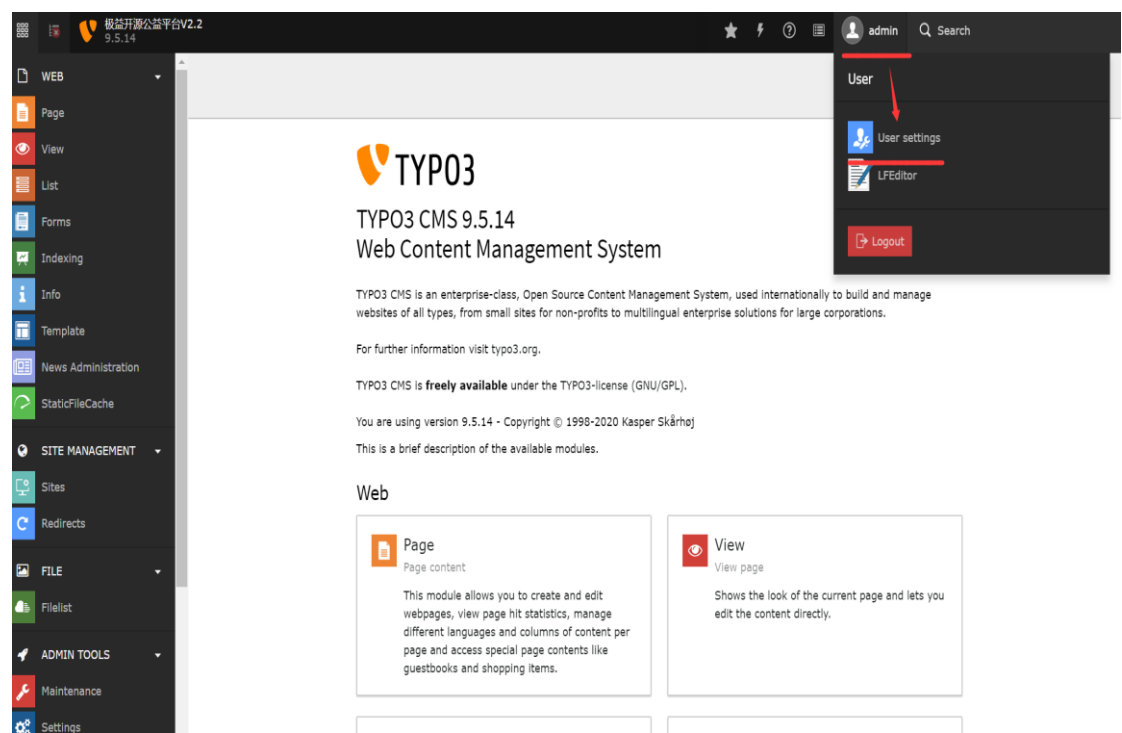 极益开源公益平台V2.2
9.5.14
admin
Search
WEB
Page
View
List
Forms
Indexing
Info
Template
News Administration
StaticFileCache
SITE MANAGEMENT
Sites
Redirects
FILE
Filelist
ADMIN TOOLS
Maintenance
Settings
User
User settings
LFEditor
Logout
TYPO3
TYPO3 CMS 9.5.14
Web Content Management System
TYPO3 CMS is an enterprise-class, Open Source Content Management System, used internationally to build and manage
websites of all types, from small sites for non-profits to multilingual enterprise solutions for large corporations.
For further information visit typo3.org.
TYPO3 CMS is freely available under the TYPO3-license (GNU/GPL).
You are using version 9.5.14 - Copyright © 1998-2020 Kasper Skårhøj
This is a brief description of the available modules.
Web
Page
Page content
This module allows you to create and edit
webpages, view page hit statistics, manage
different languages and columns of content per
page and access special page contents like
guestbooks and shopping items.
View
View page
Shows the look of the current page and lets you
edit the content directly.